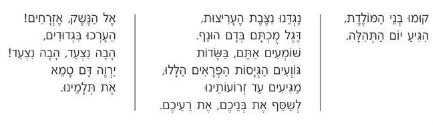 קוּמוּ בְּנֵי הַמּוֹלֶדֶת,
הִגִּיעַ יוֹם הַתְּהִלָּה.
נֶגְדֵּנוּ נִצֶּבֶת הֶעָרִיצוּת,
דֶּגֶל מֻכְתָּם בְּדָם הוּנַף.
שׁוֹמְעִים אַתֶּם, בַּשָּׂדוֹת
גּוֹוְעִים הַגְּיָסוֹת הַפְּרָאִים הַלָּלוּ,
מַגִּיעִים עַד זְרוֹעוֹתֵינוּ
לְשַׁסֵּף אֶת בְּנֵיכֶם, אֶת רֵעֵיכֶם.
אֶל הַנֶּשֶׁק, אֶזְרָחִים!
הֵעָרְכוּ בִּגְדוּדִים,
הָבָה נִצְעַד, הָבָה נִצְעַד!
יַרְוֶה דָּם טָמֵא
אֶת תְּלָמֵינוּ.